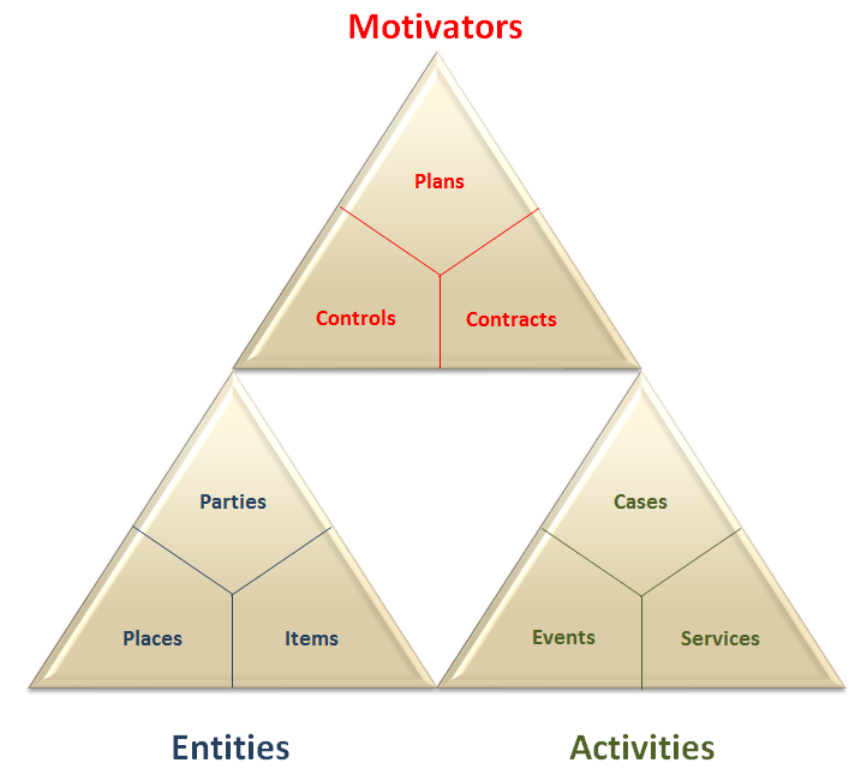 Motivators
Plans
Controls
Contracts
Parties
Places
Items
Cases
Events
Services
Entities
Activities